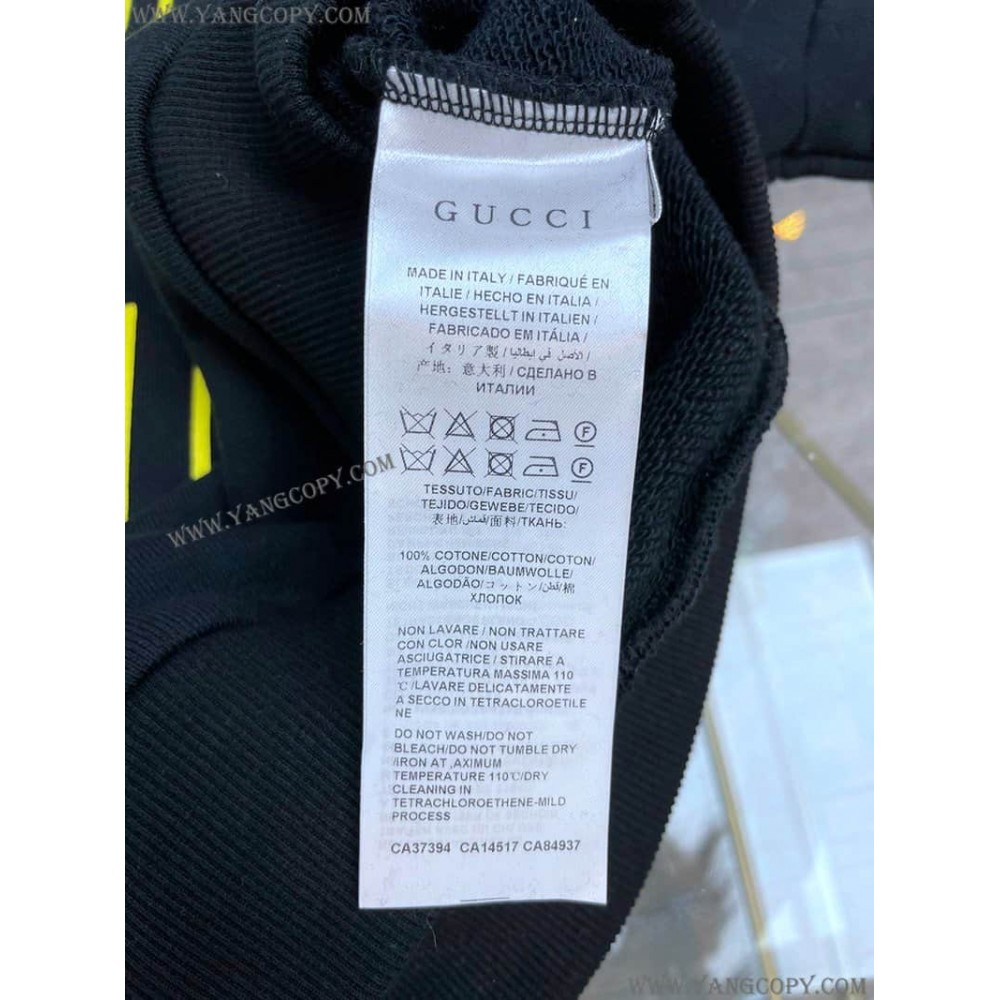 WWW.YANGCOPY.COM
WWW.YANGCOPY.COM
GUCCI
MADE IN ITALY / FABRIQUÉ EN
ITALIE / HECHO EN ITALIA /
HERGESTELLT IN ITALIEN /
FABRICADO EM ITÁLIA /
イタリア製 / الأصل في إيطاليا /
产地: 意大利 / СДЕЛАНО В
ИТАЛИИ
F
F
WWW.YANGCOPY.COM
TESSUTO/FABRIC/TISSU/
TEJIDO/GEWEBE/TECIDO/
表地/قماش/面料/ТКАНЬ:
100% COTONE/COTTON/COTON/
ALGODON/BAUMWOLLE/
ALGODÃO/コットン/قطن/棉
ХЛОПОК
NON LAVARE / NON TRATTARE
CON CLOR /NON USARE
ASCIUGATRICE / STIRARE A
TEMPERATURA MASSIMA 110
℃/LAVARE DELICATAMENTE
A SECCO IN TETRACLOROETILE
NE
DO NOT WASH/DO NOT
BLEACH/DO NOT TUMBLE DRY
/IRON AT ,AXIMUM
TEMPERATURE 110℃/DRY
CLEANING IN
TETRACHLOROETHENE-MILD
PROCESS
CA37394 CA14517 CA84937
WWW.YANGCOPY.COM